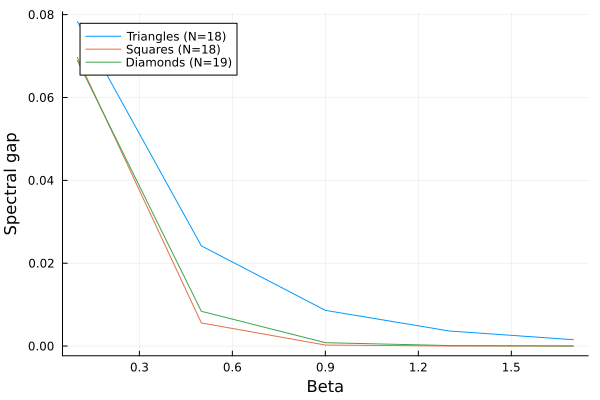 0.08
0.06
0.04
0.02
0.00
Spectral gap
Triangles (N=18)
Squares (N=18)
Diamonds (N=19)
0.3 0.6 0.9 1.2 1.5
Beta